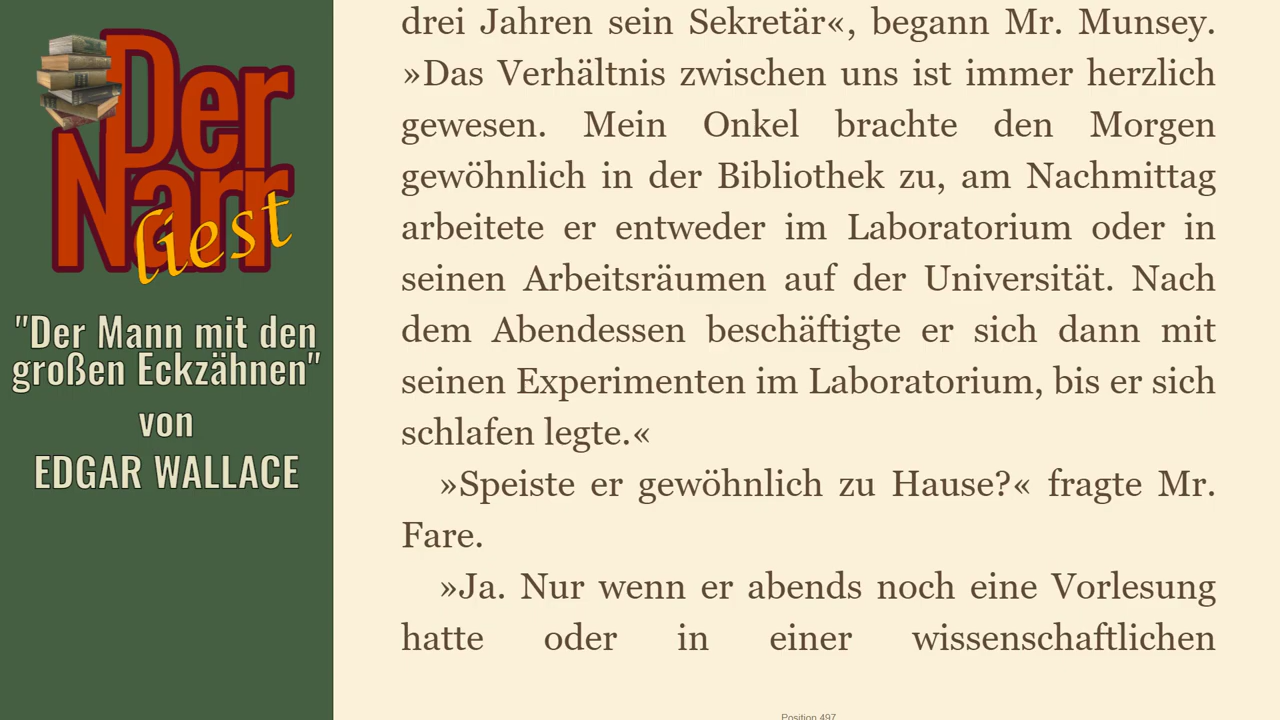 Der
Narr
liest
"Der Mann mit den
großen Eckzähnen"
von
EDGAR WALLACE
drei Jahren sein Sekretär«, begann Mr. Munsey.
»Das Verhältnis zwischen uns ist immer herzlich
gewesen. Mein Onkel brachte den Morgen
gewöhnlich in der Bibliothek zu, am Nachmittag
arbeitete er entweder im Laboratorium oder in
seinen Arbeitsräumen auf der Universität. Nach
dem Abendessen beschäftigte er sich dann mit
seinen Experimenten im Laboratorium, bis er sich
schlafen legte.«
»Speiste er gewöhnlich zu Hause?« fragte Mr.
Fare.
»Ja. Nur wenn er abends noch eine Vorlesung
hatte oder in einer wissenschaftlichen
Position 497